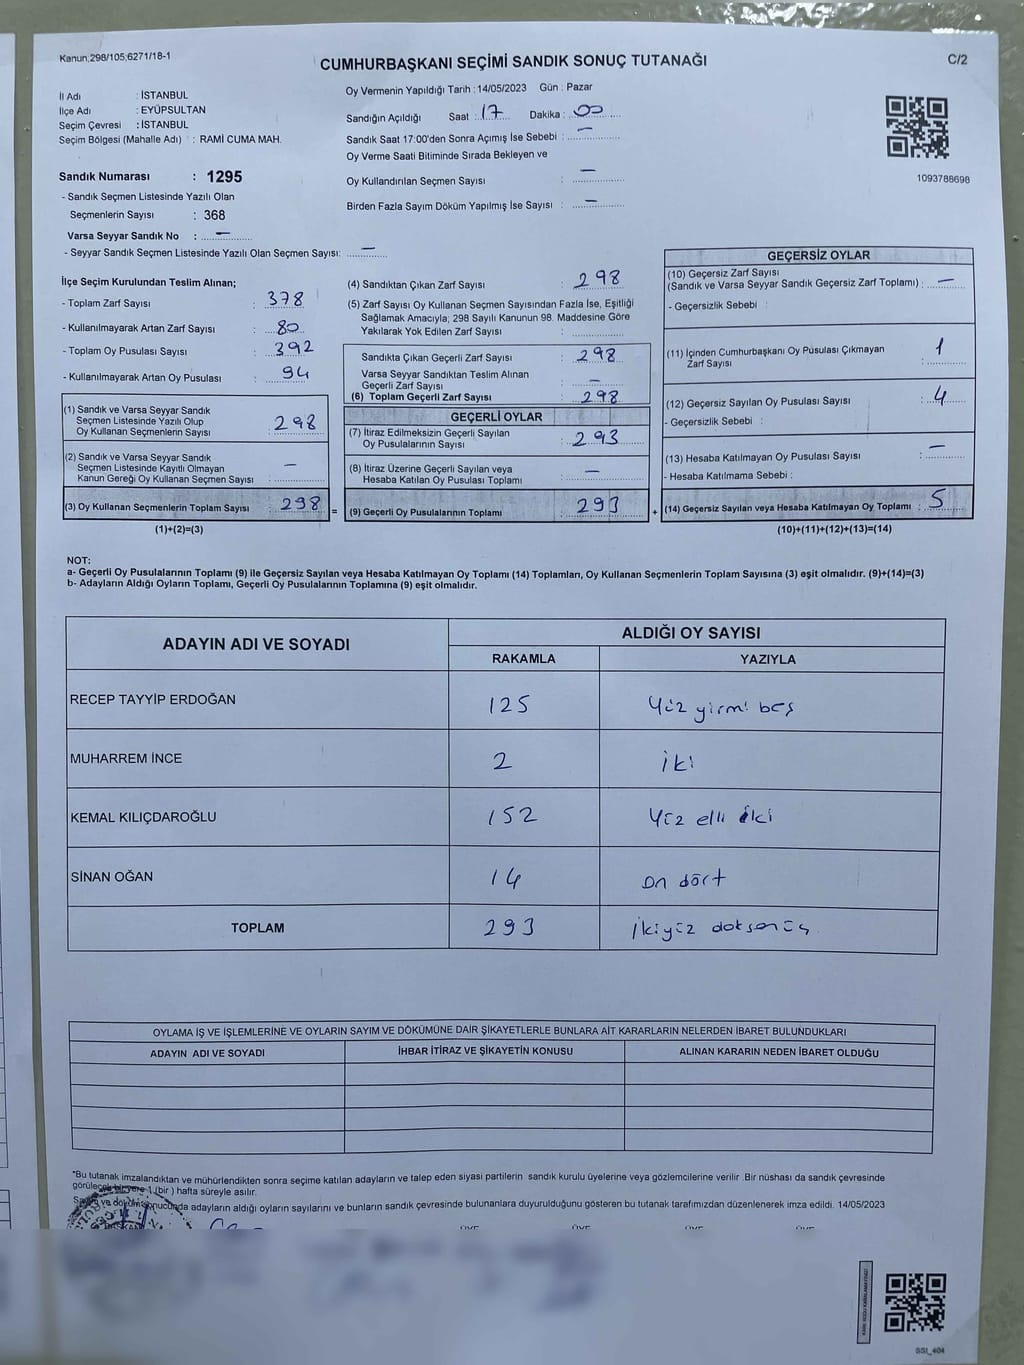 Kanun;298/105;6271/18-1
CUMHURBAŞKANI SEÇİMİ SANDIK SONUÇ TUTANAĞI
C/2
İl Adı : İSTANBUL
İlçe Adı : EYÜPSULTAN
Seçim Çevresi : İSTANBUL
Seçim Bölgesi (Mahalle Adı) : RAMİ CUMA MAH.
Sandık Numarası : 1295
- Sandık Seçmen Listesinde Yazılı Olan
Seçmenlerin Sayısı : 368
Varsa Seyyar Sandık No : —
- Seyyar Sandık Seçmen Listesinde Yazılı Olan Seçmen Sayısı: —
Oy Vermenin Yapıldığı Tarih : 14/05/2023 Gün : Pazar
Sandığın Açıldığı Saat : 17 Dakika : 00
Sandık Saat 17:00'den Sonra Açımış İse Sebebi : —
Oy Verme Saati Bitiminde Sırada Bekleyen ve
Oy Kullandırılan Seçmen Sayısı : —
Birden Fazla Sayım Döküm Yapılmış İse Sayısı : —
1093788698
İlçe Seçim Kurulundan Teslim Alınan;
- Toplam Zarf Sayısı : 378
- Kullanılmayarak Artan Zarf Sayısı : 80
- Toplam Oy Pusulası Sayısı : 392
- Kullanılmayarak Artan Oy Pusulası : 94
(1) Sandık ve Varsa Seyyar Sandık
Seçmen Listesinde Yazılı Olup
Oy Kullanan Seçmenlerin Sayısı : 298
(2) Sandık ve Varsa Seyyar Sandık
Seçmen Listesinde Kayıtlı Olmayan
Kanun Gereği Oy Kullanan Seçmen Sayısı : —
(3) Oy Kullanan Seçmenlerin Toplam Sayısı : 298
(1)+(2)=(3)
(4) Sandıktan Çıkan Zarf Sayısı : 298
(5) Zarf Sayısı Oy Kullanan Seçmen Sayısından Fazla İse, Eşitliği
Sağlamak Amacıyla; 298 Sayılı Kanunun 98. Maddesine Göre
Yakılarak Yok Edilen Zarf Sayısı :
Sandıkta Çıkan Geçerli Zarf Sayısı : 298
Varsa Seyyar Sandıktan Teslim Alınan
Geçerli Zarf Sayısı : —
(6) Toplam Geçerli Zarf Sayısı : 298
GEÇERLİ OYLAR
(7) İtiraz Edilmeksizin Geçerli Sayılan
Oy Pusulalarının Sayısı : 293
(8) İtiraz Üzerine Geçerli Sayılan veya
Hesaba Katılan Oy Pusulası Toplamı : —
= (9) Geçerli Oy Pusulalarının Toplamı : 293
GEÇERSİZ OYLAR
(10) Geçersiz Zarf Sayısı
(Sandık ve Varsa Seyyar Sandık Geçersiz Zarf Toplamı) : —
- Geçersizlik Sebebi :
(11) İçinden Cumhurbaşkanı Oy Pusulası Çıkmayan
Zarf Sayısı : 1
(12) Geçersiz Sayılan Oy Pusulası Sayısı : 4
- Geçersizlik Sebebi :
(13) Hesaba Katılmayan Oy Pusulası Sayısı : —
- Hesaba Katılmama Sebebi :
+ (14) Geçersiz Sayılan veya Hesaba Katılmayan Oy Toplamı : 5
(10)+(11)+(12)+(13)=(14)
NOT:
a- Geçerli Oy Pusulalarının Toplamı (9) ile Geçersiz Sayılan veya Hesaba Katılmayan Oy Toplamı (14) Toplamları, Oy Kullanan Seçmenlerin Toplam Sayısına (3) eşit olmalıdır. (9)+(14)=(3)
b- Adayların Aldığı Oyların Toplamı, Geçerli Oy Pusulalarının Toplamına (9) eşit olmalıdır.
ADAYIN ADI VE SOYADI
ALDIĞI OY SAYISI
RAKAMLA YAZIYLA
RECEP TAYYİP ERDOĞAN 125 Yüz yirmi beş
MUHARREM İNCE 2 iki
KEMAL KILIÇDAROĞLU 152 Yüz elli iki
SİNAN OĞAN 14 on dört
TOPLAM 293 ikiyüz doksanüç
OYLAMA İŞ VE İŞLEMLERİNE VE OYLARIN SAYIM VE DÖKÜMÜNE DAİR ŞİKAYETLERLE BUNLARA AİT KARARLARIN NELERDEN İBARET BULUNDUKLARI
ADAYIN ADI VE SOYADI İHBAR İTİRAZ VE ŞİKAYETİN KONUSU ALINAN KARARIN NEDEN İBARET OLDUĞU
"Bu tutanak imzalandıktan ve mühürlendikten sonra seçime katılan adayların ve talep eden siyasi partilerin sandık kurulu üyelerine veya gözlemcilerine verilir. Bir nüshası da sandık çevresinde
görülecek bir yere 1 (bir) hafta süreyle asılır.
Sayım ve döküm sonucunda adayların aldığı oyların sayılarını ve bunların sandık çevresinde bulunanlara duyurulduğunu gösteren bu tutanak tarafımızdan düzenlenerek imza edildi. 14/05/2023